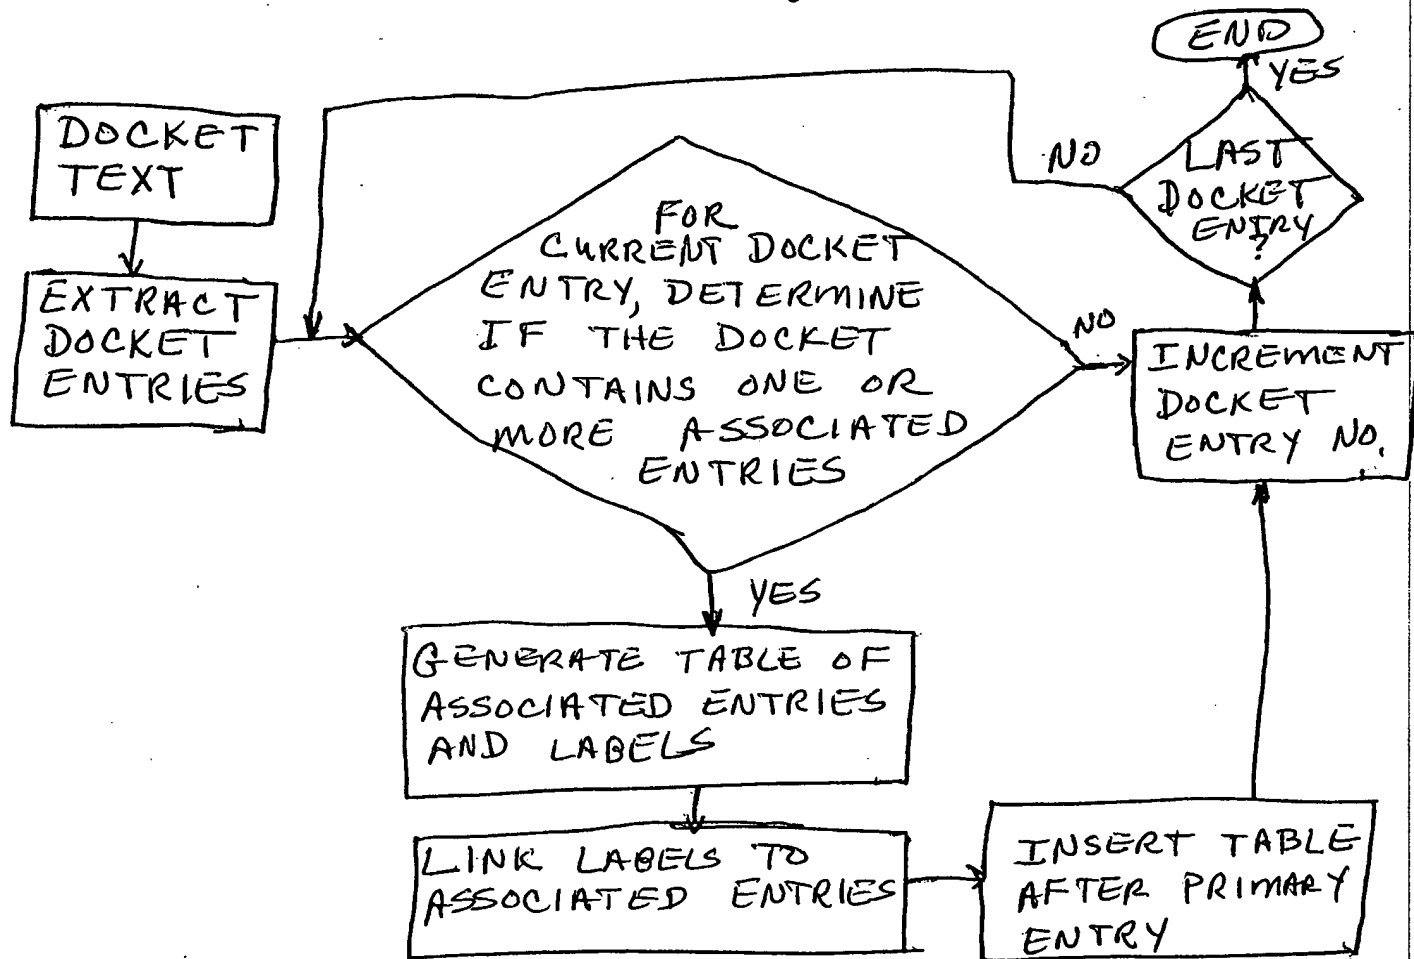 END
YES
DOCKET
TEXT
NO
LAST
DOCKET
ENTRY
?
FOR
CURRENT DOCKET
ENTRY, DETERMINE
IF THE DOCKET
CONTAINS ONE OR
MORE ASSOCIATED
ENTRIES
EXTRACT
DOCKET
ENTRIES
NO
INCREMENT
DOCKET
ENTRY NO.
YES
GENERATE TABLE OF
ASSOCIATED ENTRIES
AND LABELS
LINK LABELS TO
ASSOCIATED ENTRIES
INSERT TABLE
AFTER PRIMARY
ENTRY